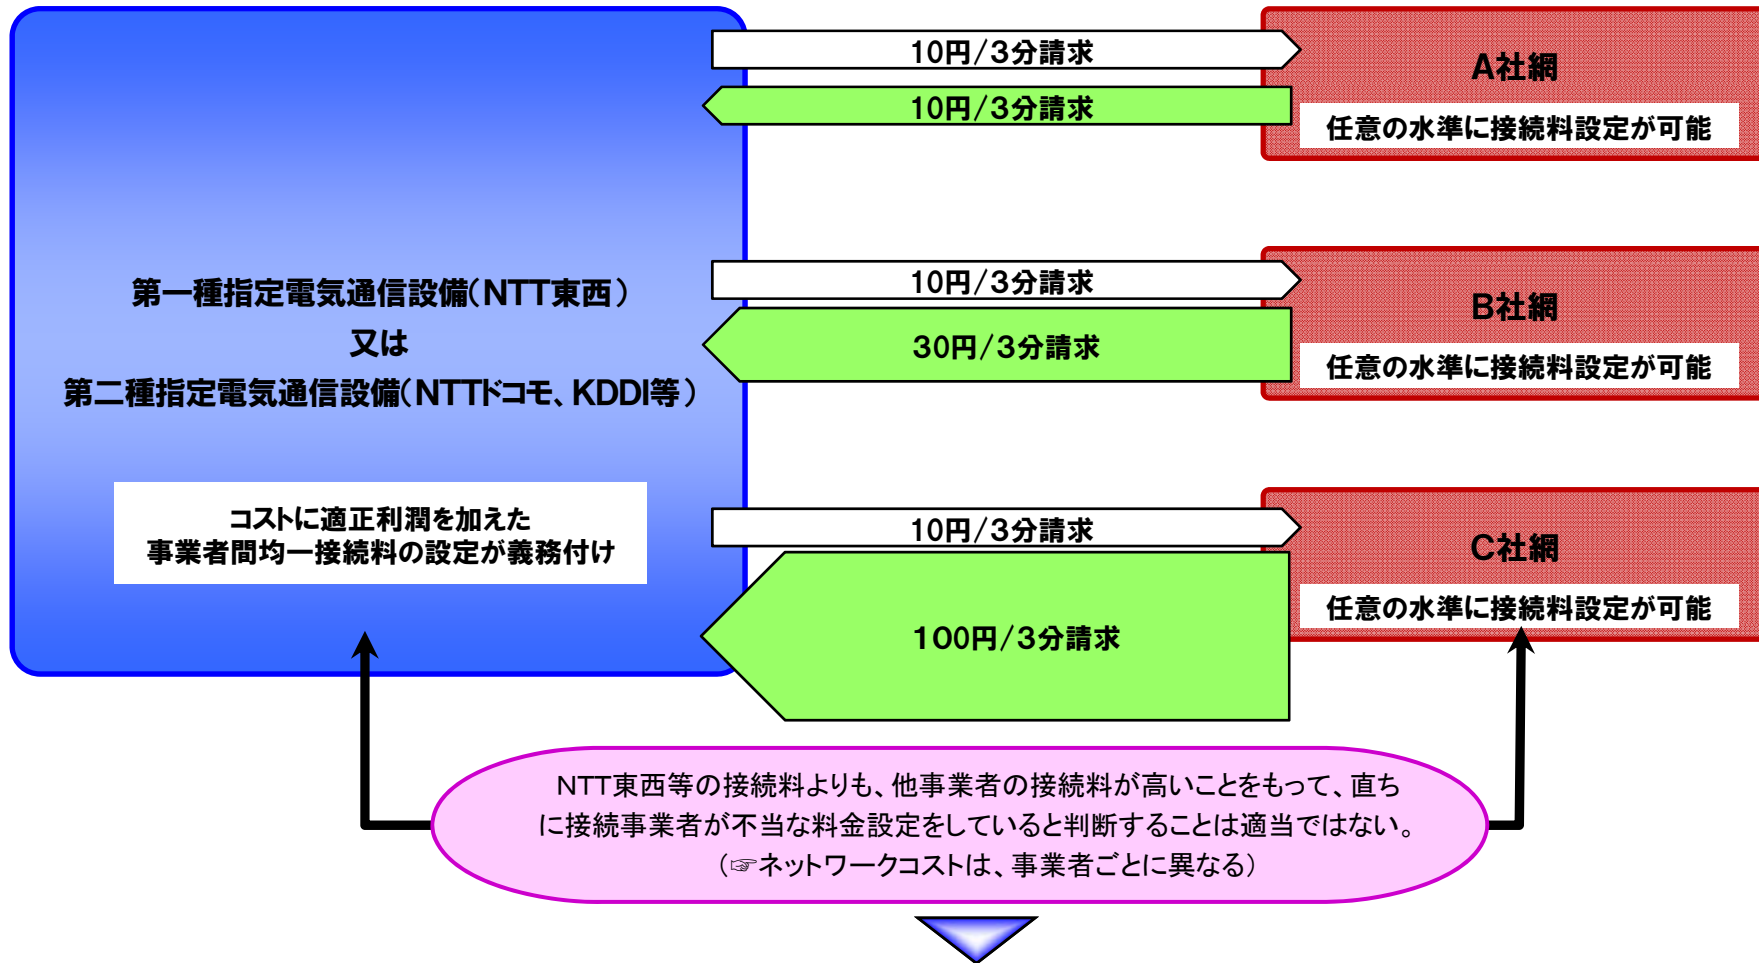 10円/3分請求
A社網
10円/3分請求
任意の水準に接続料設定が可能
第一種指定電気通信設備(NTT東西)
又は
第二種指定電気通信設備(NTTドコモ、KDDI等)
10円/3分請求
B社網
30円/3分請求
任意の水準に接続料設定が可能
コストに適正利潤を加えた
事業者間均一接続料の設定が義務付け
10円/3分請求
C社網
100円/3分請求
任意の水準に接続料設定が可能
NTT東西等の接続料よりも、他事業者の接続料が高いことをもって、直ち
に接続事業者が不当な料金設定をしていると判断することは適当ではない。
(☞ネットワークコストは、事業者ごとに異なる)